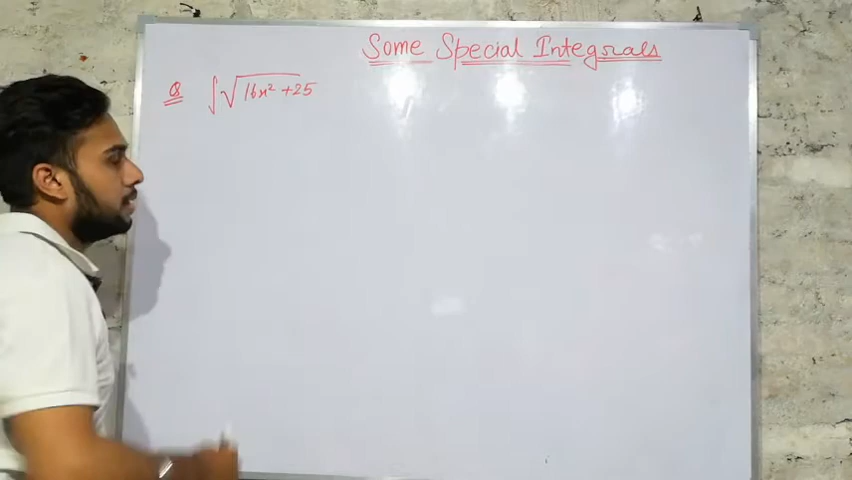 Some Special Integrals
Q ∫√16x² +25